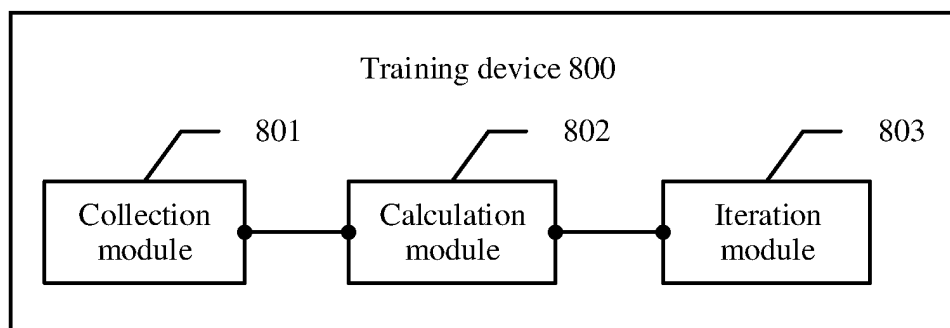 Training device 800
801
802
803
Collection
module
Calculation
module
Iteration
module